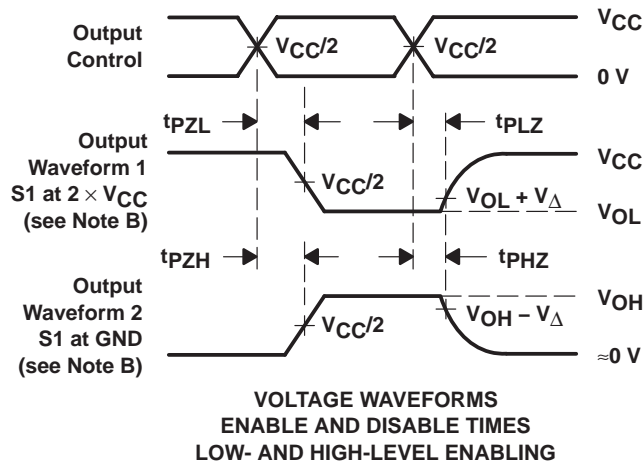 Output
Control
VCC/2
VCC/2
VCC
0 V
tPZL
tPLZ
Output
Waveform 1
S1 at 2 × VCC
(see Note B)
VCC/2
VCC
VOL + VΔ
VOL
tPZH
tPHZ
Output
Waveform 2
S1 at GND
(see Note B)
VCC/2
VOH
VOH − VΔ
≈0 V
VOLTAGE WAVEFORMS
ENABLE AND DISABLE TIMES
LOW- AND HIGH-LEVEL ENABLING